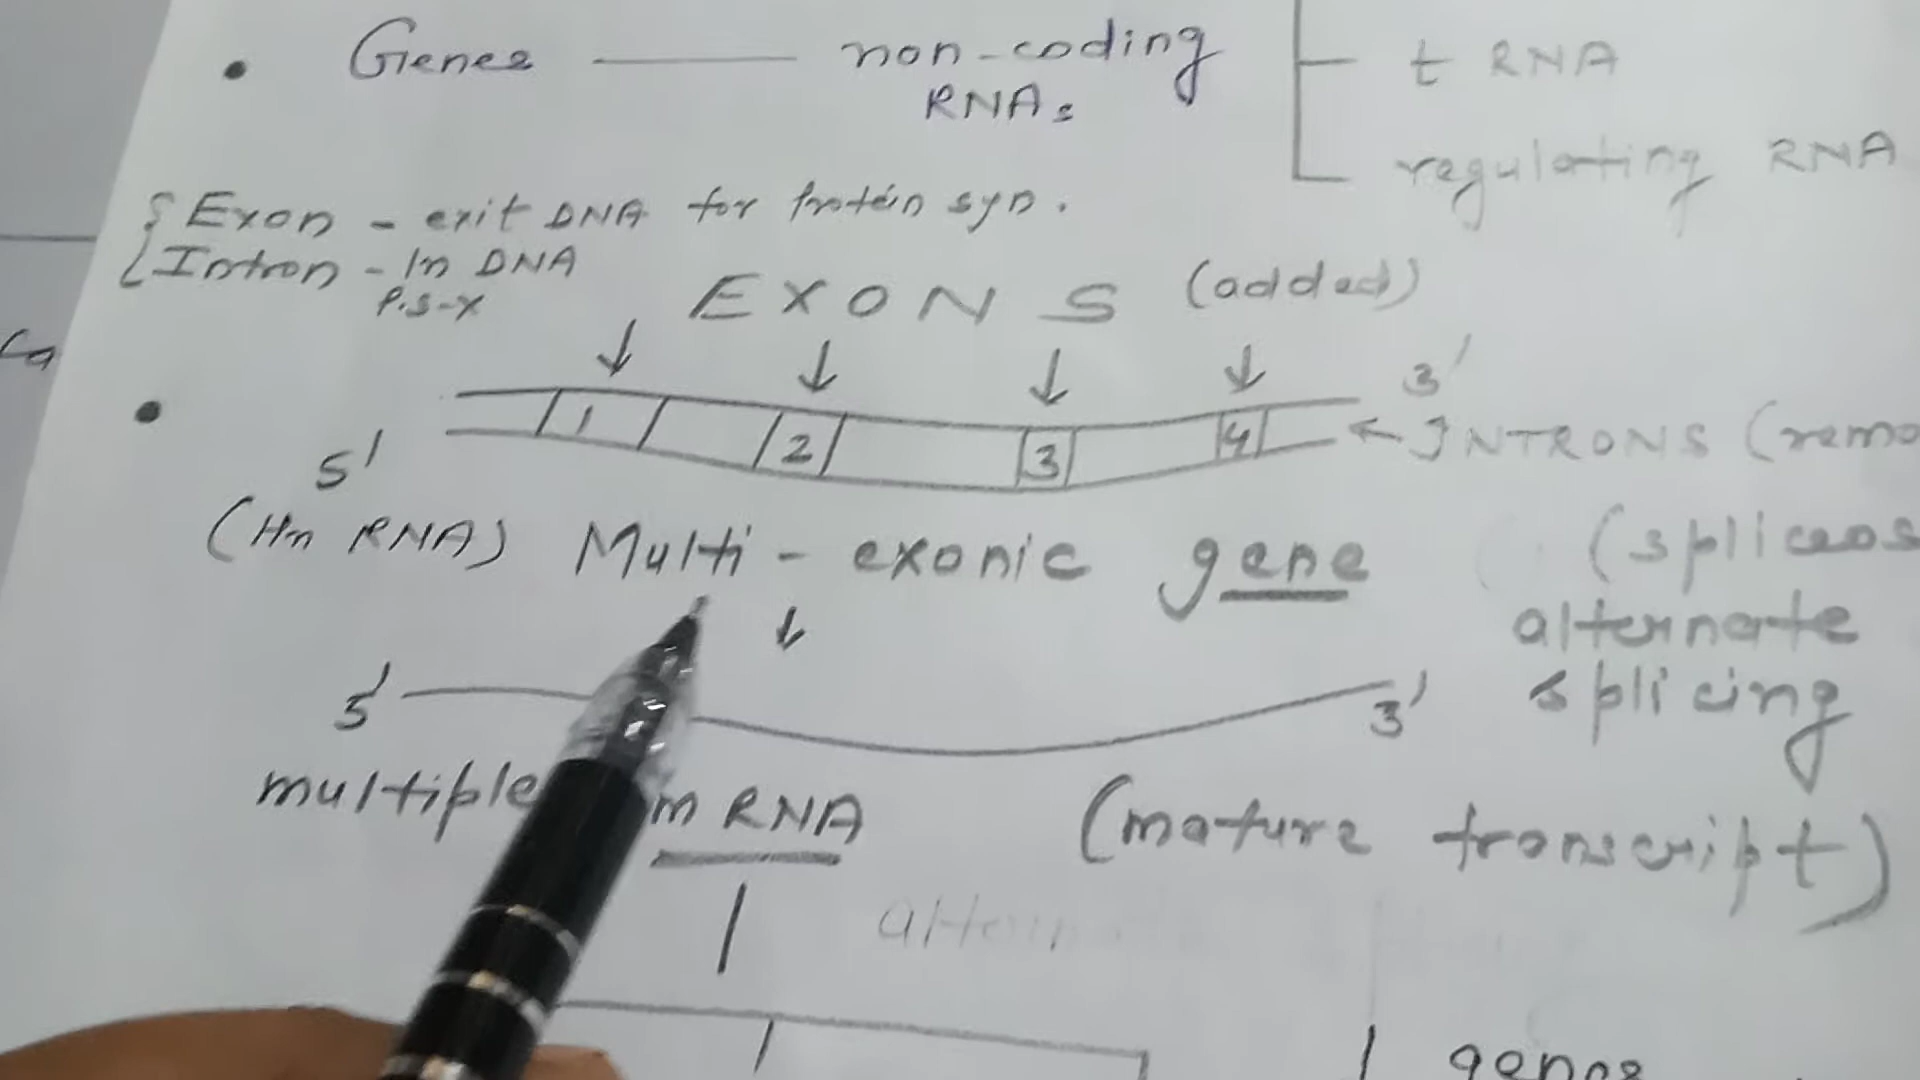 • Genes — non-coding
RNAs
t RNA
regulating RNA
{ Exon - exit DNA for protein syn.
Intron - In DNA
P.S-X
EXONS (added)
1 2 3 4
5' 3'
← INTRONS (remo
(Hn RNA) Multi-exonic gene
(spliceos
alternate
splicing
5' 3'
multiple mRNA (mature transcript)
genes